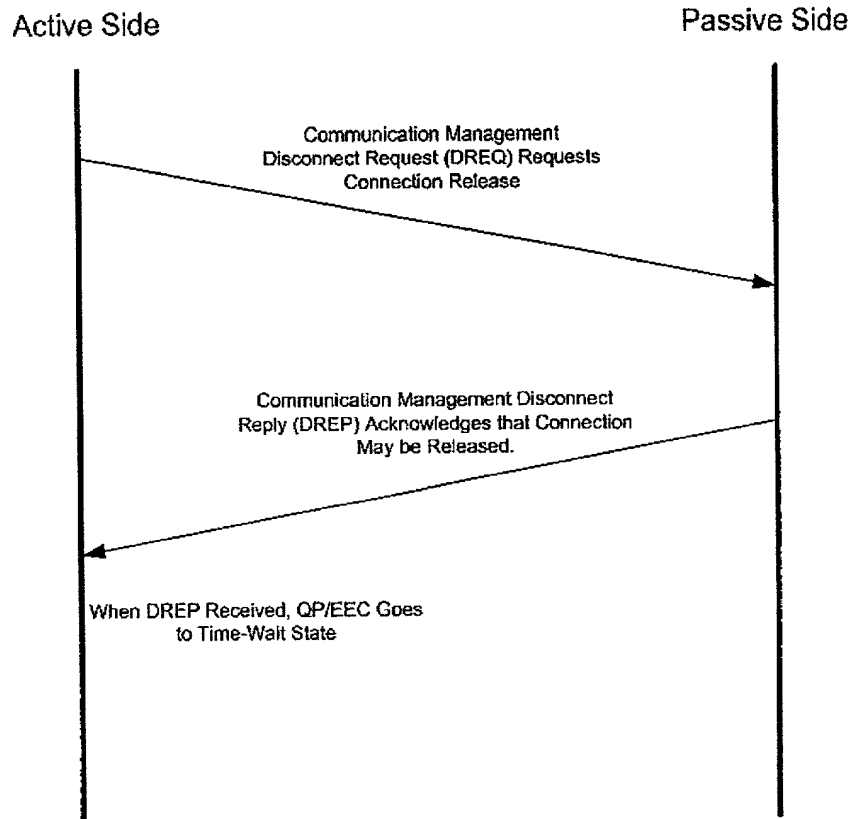 Active Side
Passive Side
Communication Management
Disconnect Request (DREQ) Requests
Connection Release
Communication Management Disconnect
Reply (DREP) Acknowledges that Connection
May be Released.
When DREP Received, QP/EEC Goes
to Time-Wait State